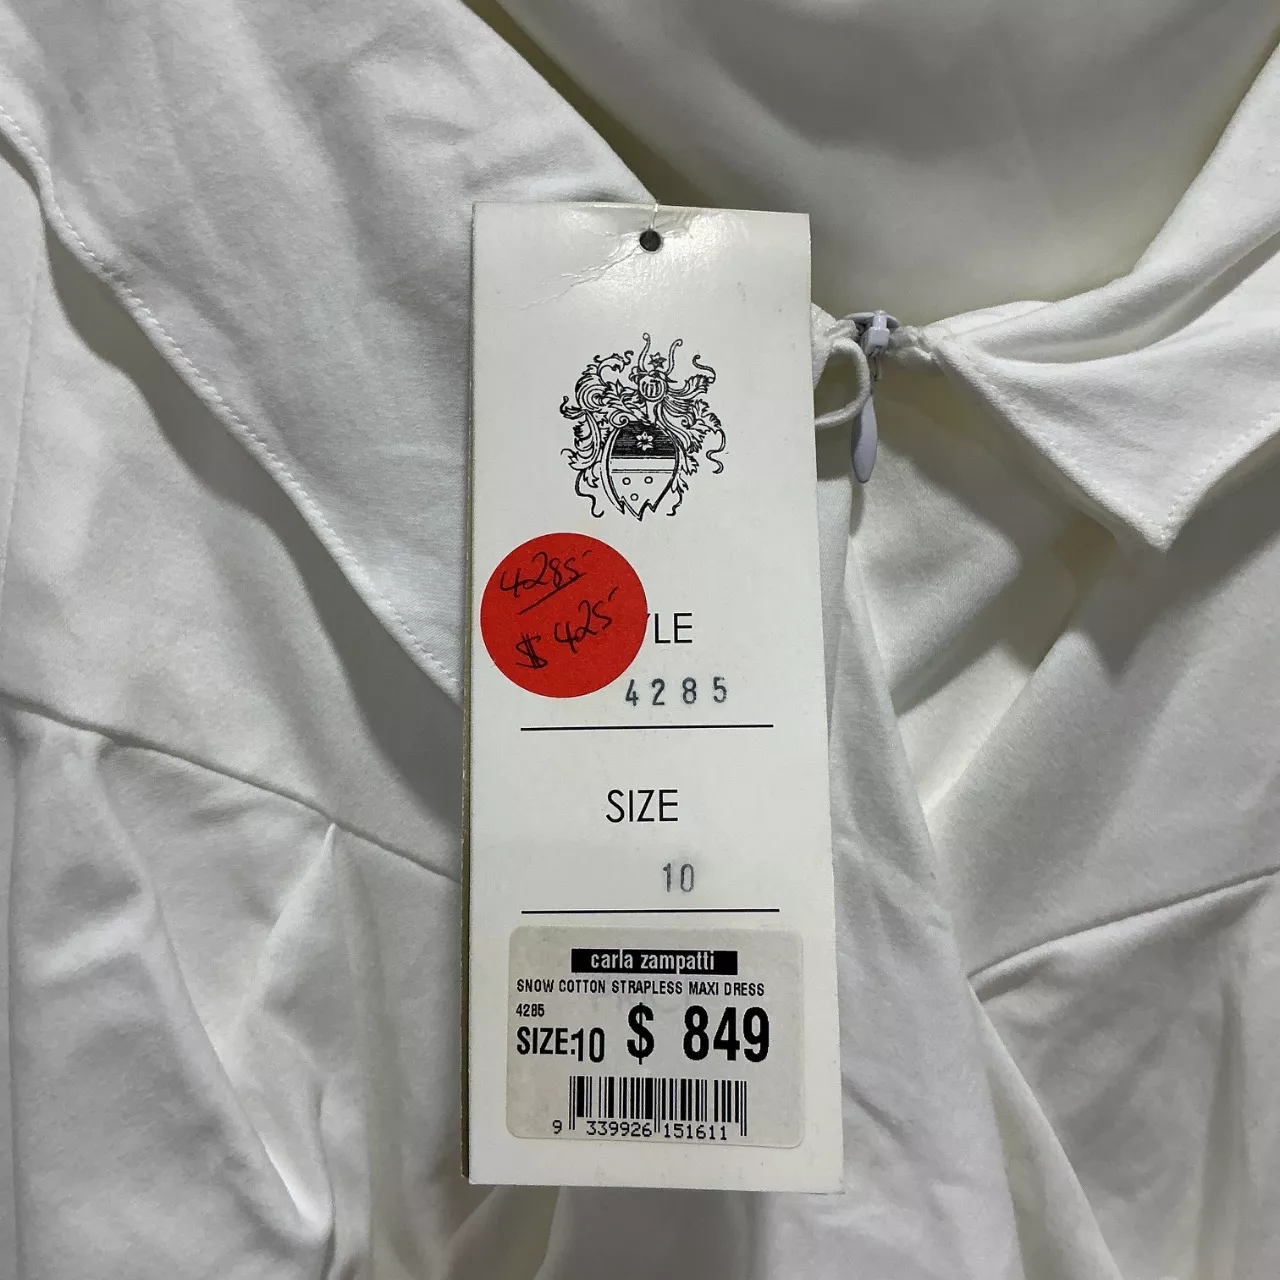 4285
$ 425
YLE
4285
SIZE
10
carla zampatti
SNOW COTTON STRAPLESS MAXI DRESS
4285
SIZE:10 $ 849
9 339926 151611